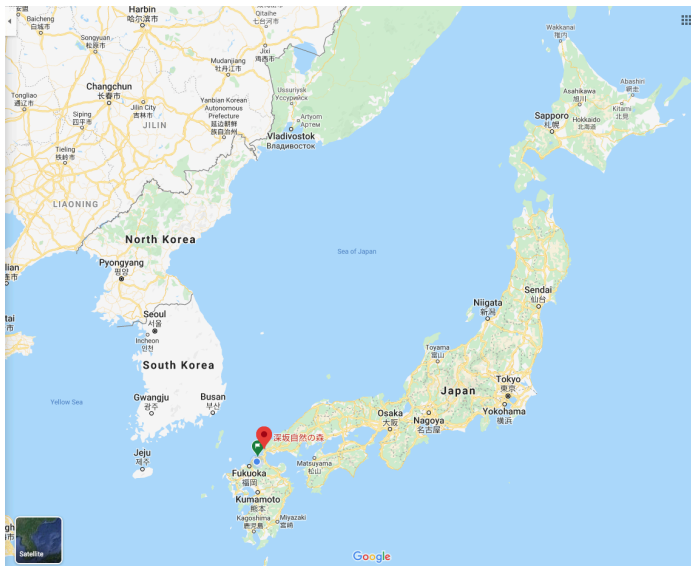 Harbin
哈尔滨市
Qitaihe
七台河市
Baicheng
白城市
Songyuan
松原市
Jixi
鸡西市
Mudanjiang
牡丹江市
Wakkanai
稚内
Tongliao
通辽市
Changchun
长春市
Jilin City
吉林市
Siping
四平市
JILIN
Yanbian Korean
Autonomous
Prefecture
延边朝鲜
族自治州
Ussuriysk
Уссурийск
Artyom
Артем
Vladivostok
Владивосток
Asahikawa
旭川
Abashiri
網走
Kitami
北見
Sapporo
札幌
Hokkaido
北海道
Tieling
铁岭市
LIAONING
North Korea
Pyongyang
평양
Sea of Japan
lian
连市
Seoul
서울
Incheon
인천
South Korea
tai
市
Sendai
仙台
Niigata
新潟
Toyama
富山
Japan
Tokyo
東京
Yokohama
横浜
Yellow Sea
Gwangju
광주
Busan
부산
Osaka
大阪
Nagoya
名古屋
深坂自然の森
Jeju
제주
Matsuyama
松山
Fukuoka
福岡
Kumamoto
熊本
Kagoshima
鹿児島
Miyazaki
宮崎
Satellite
Google